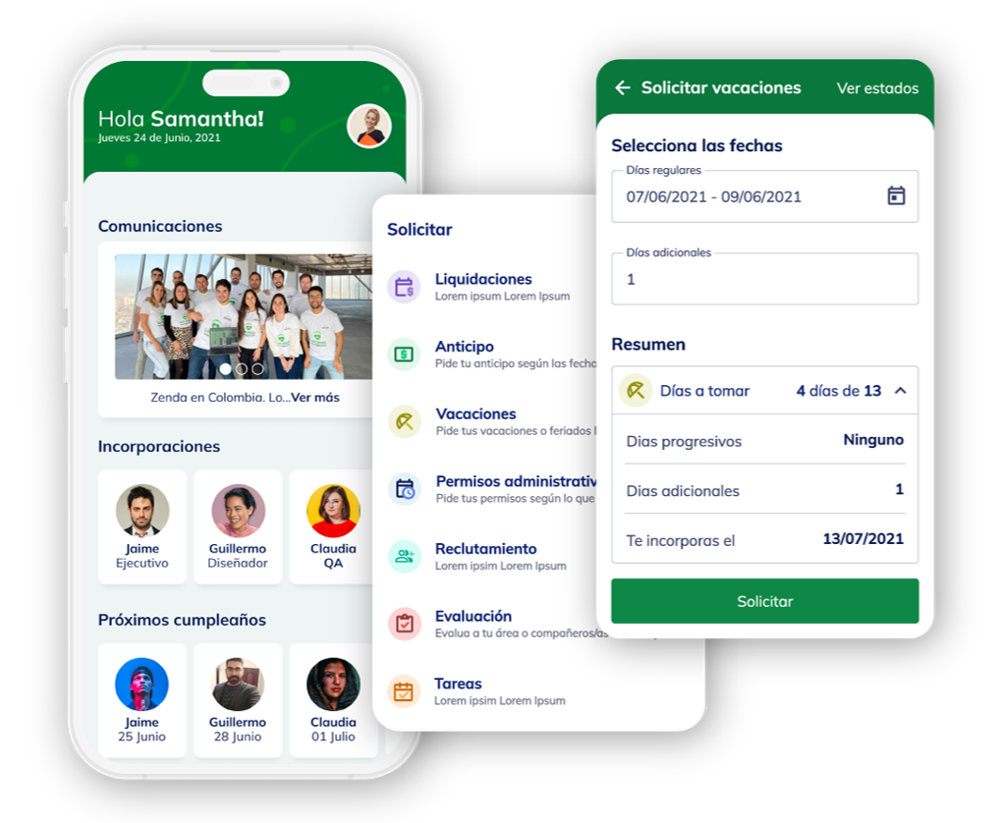 Hola Samantha!
Jueves 24 de Junio, 2021
Comunicaciones
Zenda en Colombia. Lo...Ver más
Incorporaciones
Jaime
Ejecutivo
Guillermo
Diseñador
Claudia
QA
Próximos cumpleaños
Jaime
25 Junio
Guillermo
28 Junio
Claudia
01 Julio
Solicitar
Liquidaciones
Lorem ipsum Lorem Ipsum
Anticipo
Pide tu anticipo según las fecha
Vacaciones
Pide tus vacaciones o feriados
Permisos administrativ
Pide tus permisos según lo que
Reclutamiento
Lorem ipsim Lorem Ipsum
Evaluación
Evalua a tu área o compañeros/as
Tareas
Lorem ipsim Lorem Ipsum
Solicitar vacaciones
Ver estados
Selecciona las fechas
Días regulares
07/06/2021 - 09/06/2021
Días adicionales
1
Resumen
Días a tomar
4 días de 13
Dias progresivos
Ninguno
Dias adicionales
1
Te incorporas el
13/07/2021
Solicitar